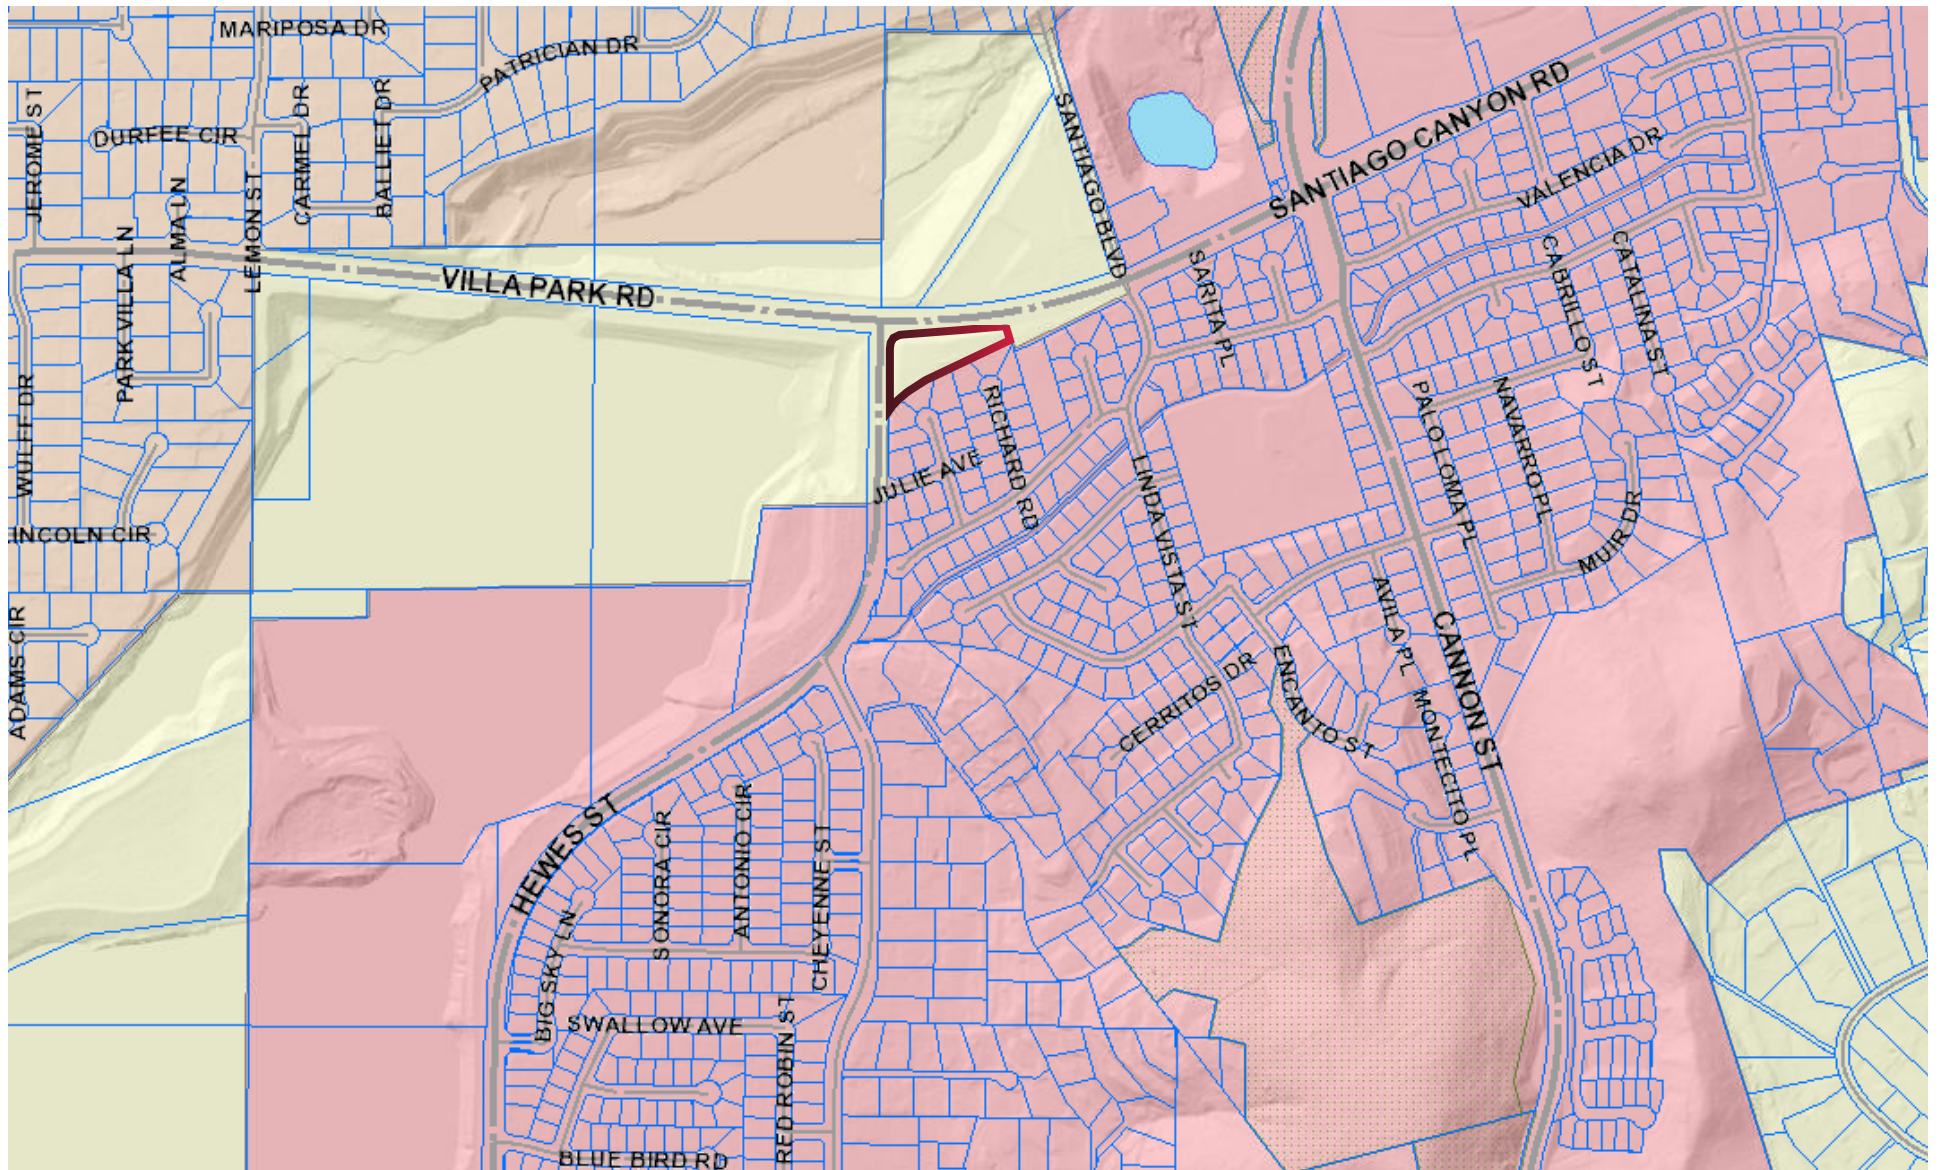 MARIPOSA DR
PATRICIAN DR
JEROME ST
DURFEE CIR
CARMEL DR
BALLIET DR
ALMA LN
LEMON ST
PARK VILLA LN
VILLA PARK RD
SANTIAGO BLVD
SANTIAGO CANYON RD
VALENCIA DR
SARITA PL
CABRILLO ST
CATALINA ST
WULFF DR
RICHARD RD
JULIE AVE
PALOLOMA PL
NAVARRO PL
MUIR DR
LINDA VISTA ST
INCOLN CIR
ADAMS CIR
AVILA PL
CANNON ST
CERRITOS DR
ENCANTO ST
MONTECITO PL
HEWES ST
SONORA CIR
ANTONIO CIR
CHEYENNE ST
BIG SKY LN
SWALLOW AVE
RED ROBIN ST
BLUE BIRD RD